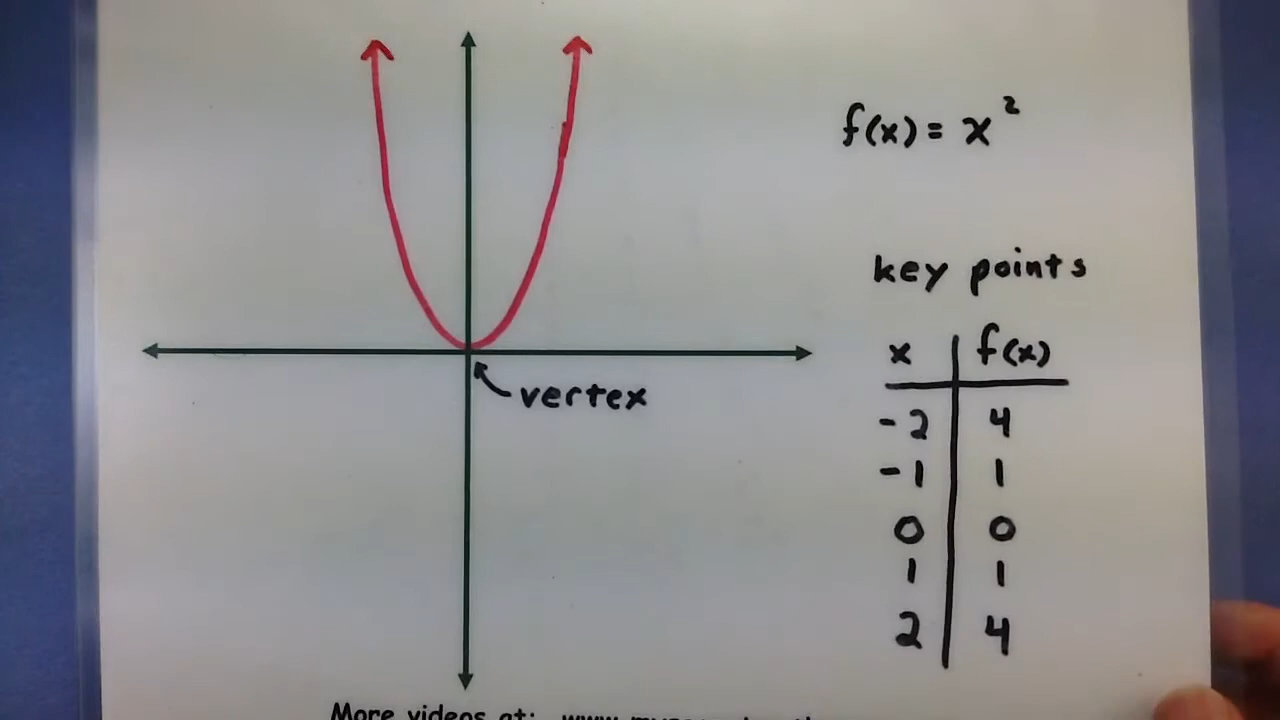 f(x) = x²
key points
x f(x)
-2 4
-1 1
0 0
1 1
2 4
vertex
More videos at: